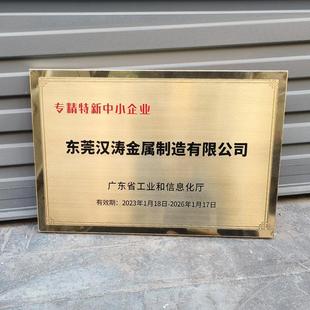 专精特新中小企业
东莞汉涛金属制造有限公司
广东省工业和信息化厅
有效期：2023年1月18日-2026年1月17日